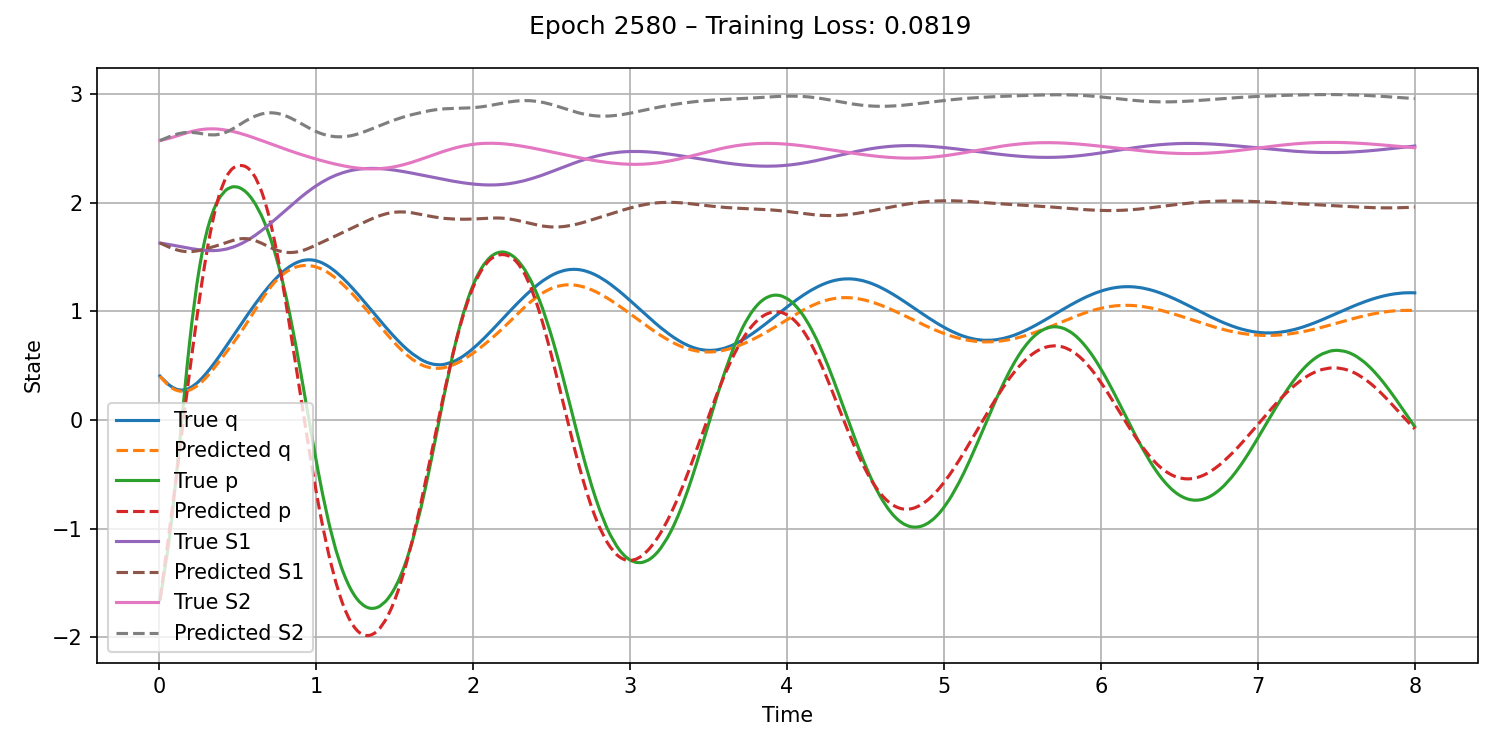 Epoch 2580 – Training Loss: 0.0819
3
2
1
0
−1
−2
State
True q
Predicted q
True p
Predicted p
True S1
Predicted S1
True S2
Predicted S2
0 1 2 3 4 5 6 7 8
Time